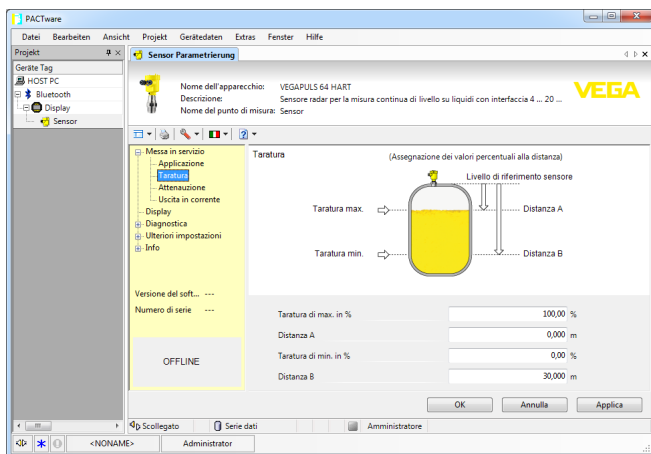 PACTware
Datei Bearbeiten Ansicht Projekt Gerätedaten Extras Fenster Hilfe
Projekt
Geräte Tag
HOST PC
Bluetooth
Display
Sensor
Sensor Parametrierung
Nome dell'apparecchio: VEGAPULS 64 HART
Descrizione: Sensore radar per la misura continua di livello su liquidi con interfaccia 4 ... 20 ...
Nome del punto di misura: Sensor
VEGA
Messa in servizio
Applicazione
Taratura
Attenuazione
Uscita in corrente
Display
Diagnostica
Ulteriori impostazioni
Info
Versione del soft... ---
Numero di serie ---
OFFLINE
Taratura
(Assegnazione dei valori percentuali alla distanza)
Livello di riferimento sensore
Taratura max. Distanza A
Taratura min. Distanza B
Taratura di max. in % 100,00 %
Distanza A 0,000 m
Taratura di min. in % 0,00 %
Distanza B 30,000 m
OK Annulla Applica
Scollegato Serie dati Amministratore
<NONAME> Administrator